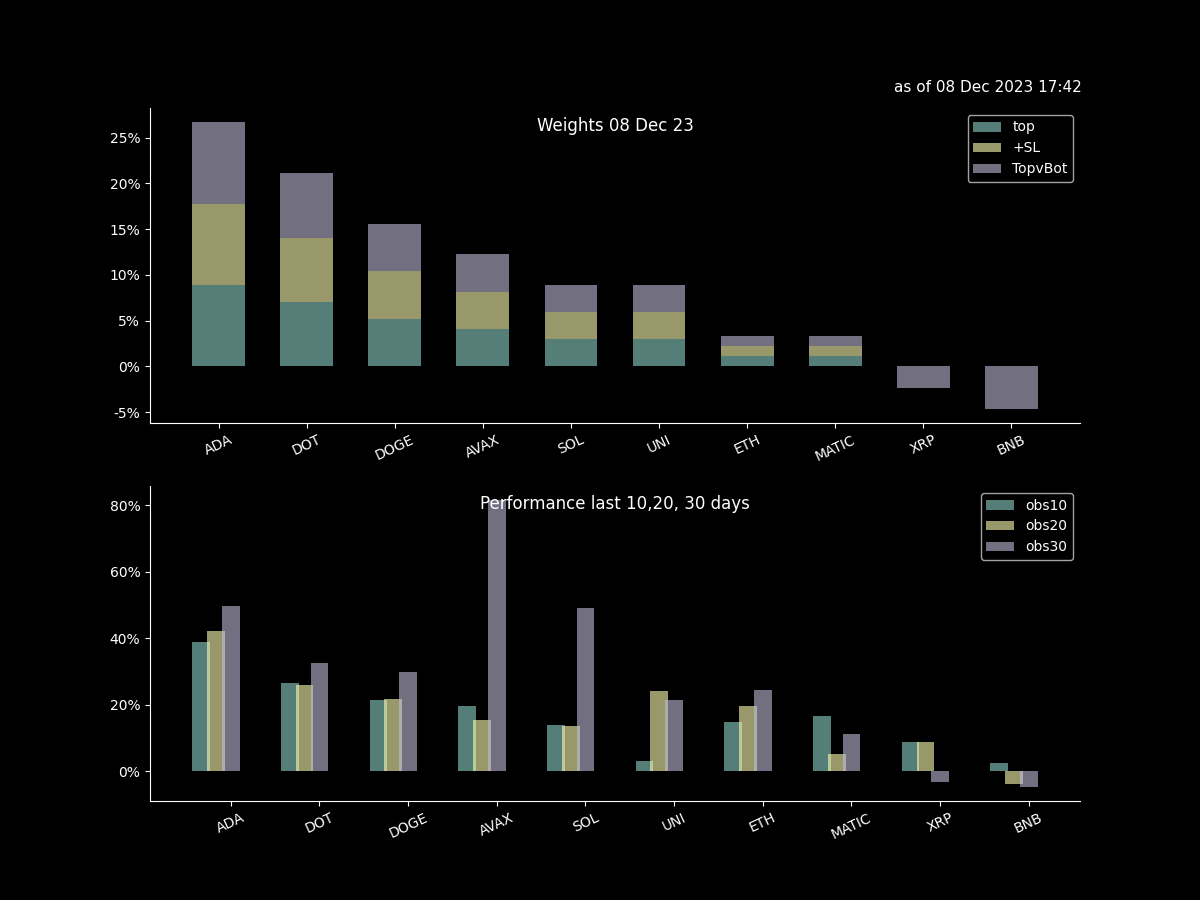 as of 08 Dec 2023 17:42
Weights 08 Dec 23
top
+SL
TopvBot
25%
20%
15%
10%
5%
0%
-5%
ADA DOT DOGE AVAX SOL UNI ETH MATIC XRP BNB
Performance last 10,20, 30 days
obs10
obs20
obs30
80%
60%
40%
20%
0%
ADA DOT DOGE AVAX SOL UNI ETH MATIC XRP BNB